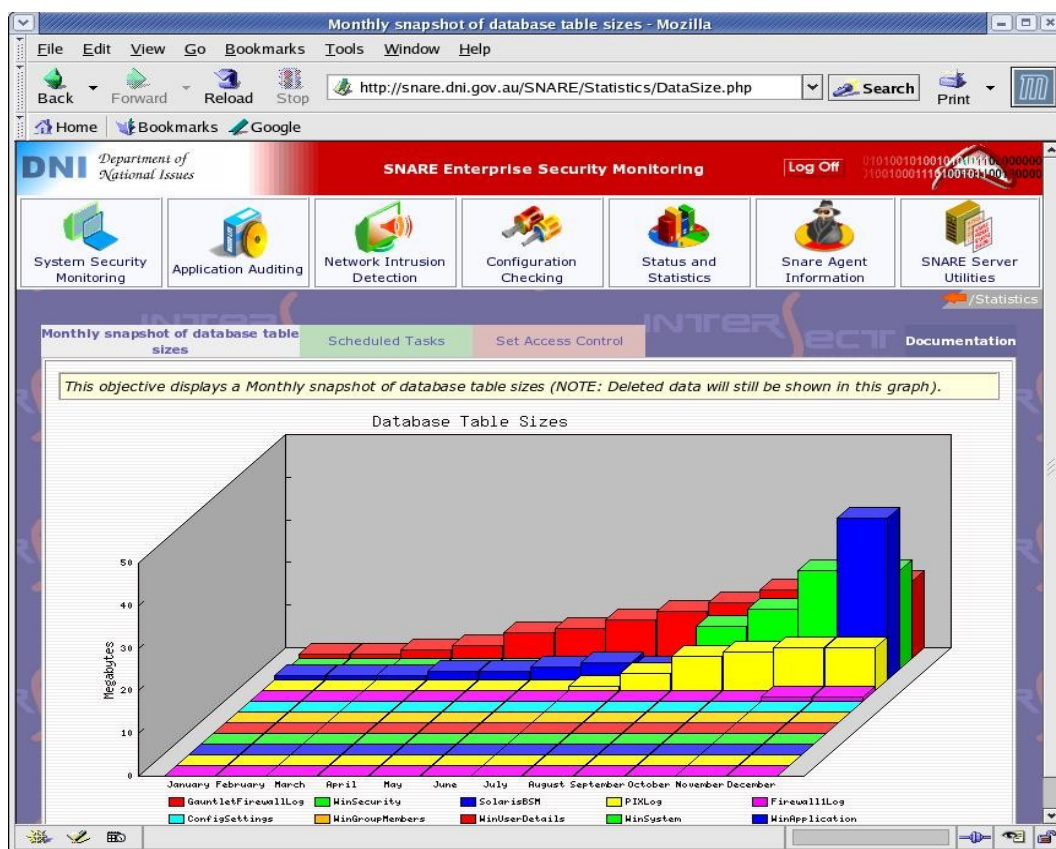 Monthly snapshot of database table sizes - Mozilla
File Edit View Go Bookmarks Tools Window Help
Back Forward Reload Stop http://snare.dni.gov.au/SNARE/Statistics/DataSize.php Search Print
Home Bookmarks Google
DNI Department of
National Issues
SNARE Enterprise Security Monitoring
Log Off
System Security
Monitoring
Application Auditing
Network Intrusion
Detection
Configuration
Checking
Status and
Statistics
Snare Agent
Information
SNARE Server
Utilities
/Statistics
Monthly snapshot of database table
sizes
Scheduled Tasks
Set Access Control
Documentation
This objective displays a Monthly snapshot of database table sizes (NOTE: Deleted data will still be shown in this graph).
Database Table Sizes
50
40
30
20
10
0
Megabytes
January February March April May June July August September October November December
GauntletFirewallLog WinSecurity SolarisBSM PIXLog Firewall1Log
ConfigSettings WinGroupMembers WinUserDetails WinSystem WinApplication